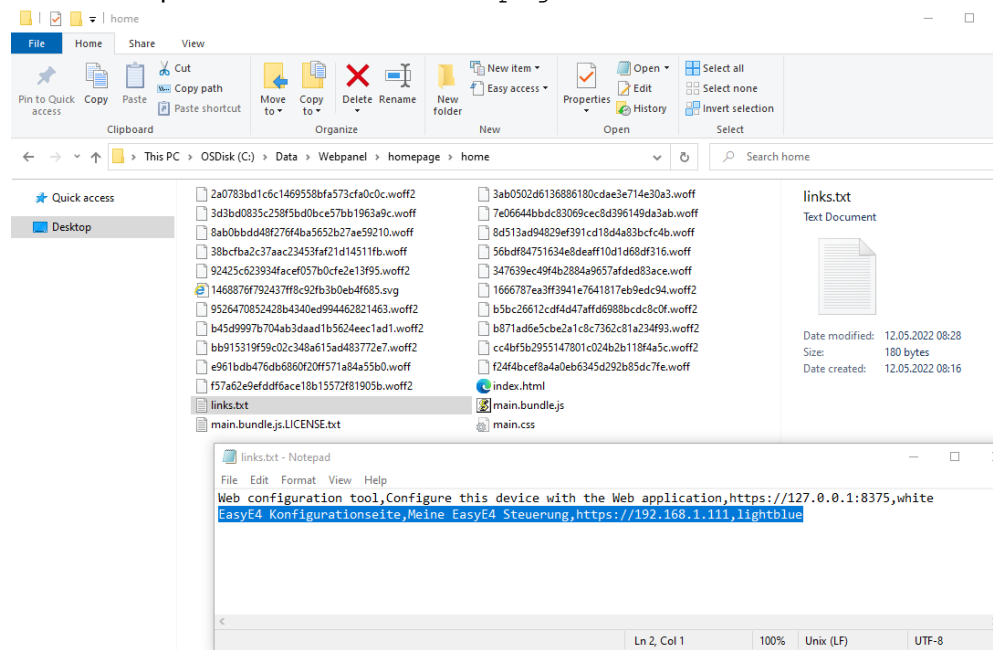 home
File Home Share View
Pin to Quick access
Copy
Paste
Cut
Copy path
Paste shortcut
Clipboard
Move to
Copy to
Delete
Rename
Organize
New folder
New item
Easy access
New
Properties
Open
Edit
History
Open
Select all
Select none
Invert selection
Select
This PC > OSDisk (C:) > Data > Webpanel > homepage > home
Search home
Quick access
Desktop
2a0783bd1c6c1469558bfa573cfa0c0c.woff2
3d3bd0835c258f5bd0bce57bb1963a9c.woff
8ab0bbdd48f276f4ba5652b27ae59210.woff
38bcfba2c37aac23453faf21d14511fb.woff
92425c623934facef057b0cfe2e13f95.woff2
1468876f792437ff8c92fb3b0eb4f685.svg
9526470852428b4340ed994462821463.woff2
b45d9997b704ab3daad1b5624eec1ad1.woff2
bb915319f59c02c348a615ad483772e7.woff2
e961bdb476db6860f20ff571a84a55b0.woff
f57a62e9efddf6ace18b15572f81905b.woff2
links.txt
main.bundle.js.LICENSE.txt
3ab0502d6136886180cdae3e714e30a3.woff
7e06644bbdc83069cec8d396149da3ab.woff
8d513ad94829ef391cd18d4a83bcfc4b.woff
56bdf84751634e8deaff10d1d68df316.woff
347639ec49f4b2884a9657afded83ace.woff
1666787ea3ff3941e7641817eb9edc94.woff2
b5bc26612cdf4d47affd6988bcdc8c0f.woff2
b871ad6e5cbe2a1c8c7362c81a234f93.woff2
cc4bf5b2955147801c024b2b118f4a5c.woff2
f24f4bcef8a4a0eb6345d292b85dc7fe.woff
index.html
main.bundle.js
main.css
links.txt
Text Document
Date modified: 12.05.2022 08:28
Size: 180 bytes
Date created: 12.05.2022 08:16
links.txt - Notepad
File Edit Format View Help
Web configuration tool,Configure this device with the Web application,https://127.0.0.1:8375,white
EasyE4 Konfigurationseite,Meine EasyE4 Steuerung,https://192.168.1.111,lightblue
Ln 2, Col 1 100% Unix (LF) UTF-8